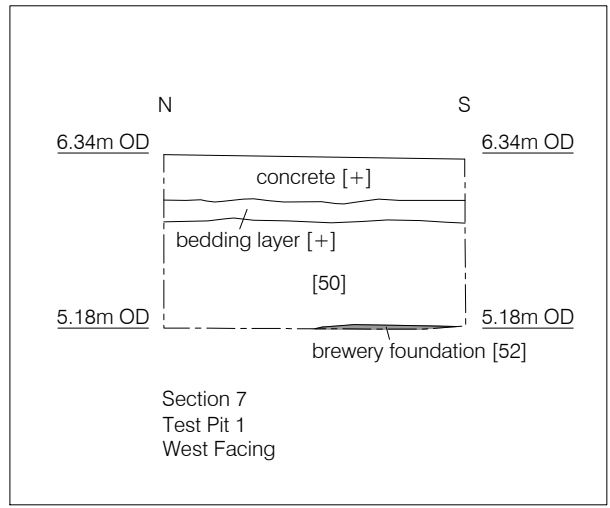 N S
6.34m OD 6.34m OD
concrete [+]
bedding layer [+]
[50]
5.18m OD 5.18m OD
brewery foundation [52]
Section 7
Test Pit 1
West Facing